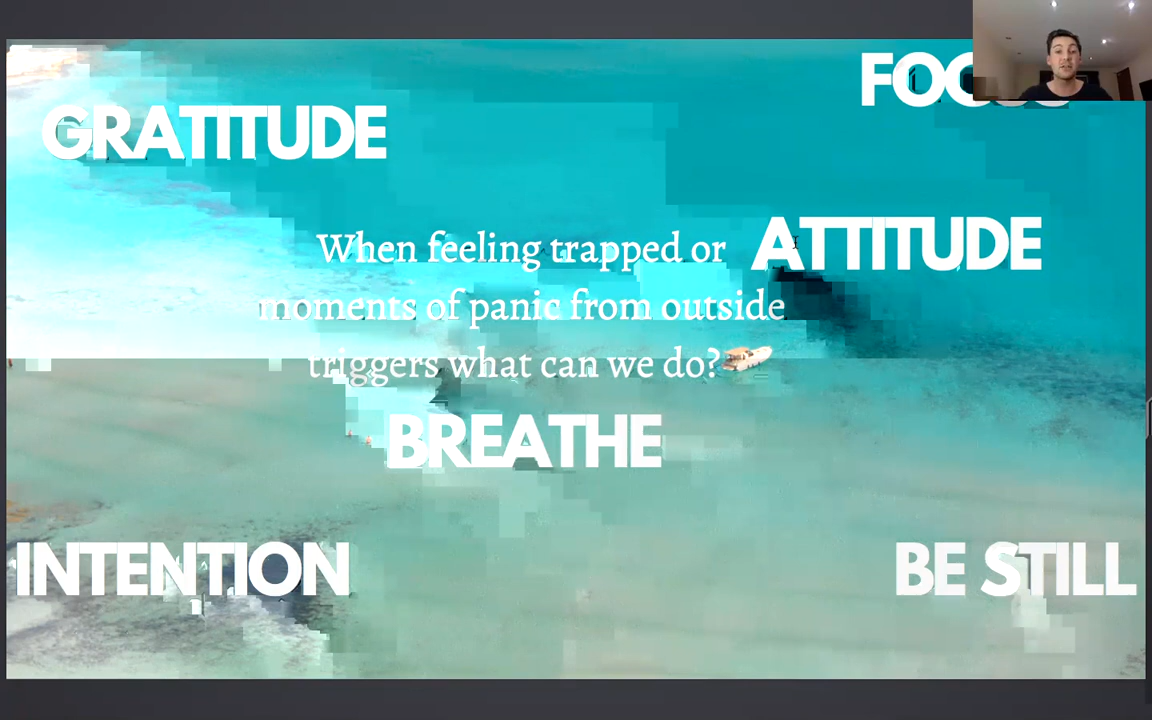 GRATITUDE
When feeling trapped or
moments of panic from outside
triggers what can we do?
ATTITUDE
BREATHE
INTENTION
BE STILL